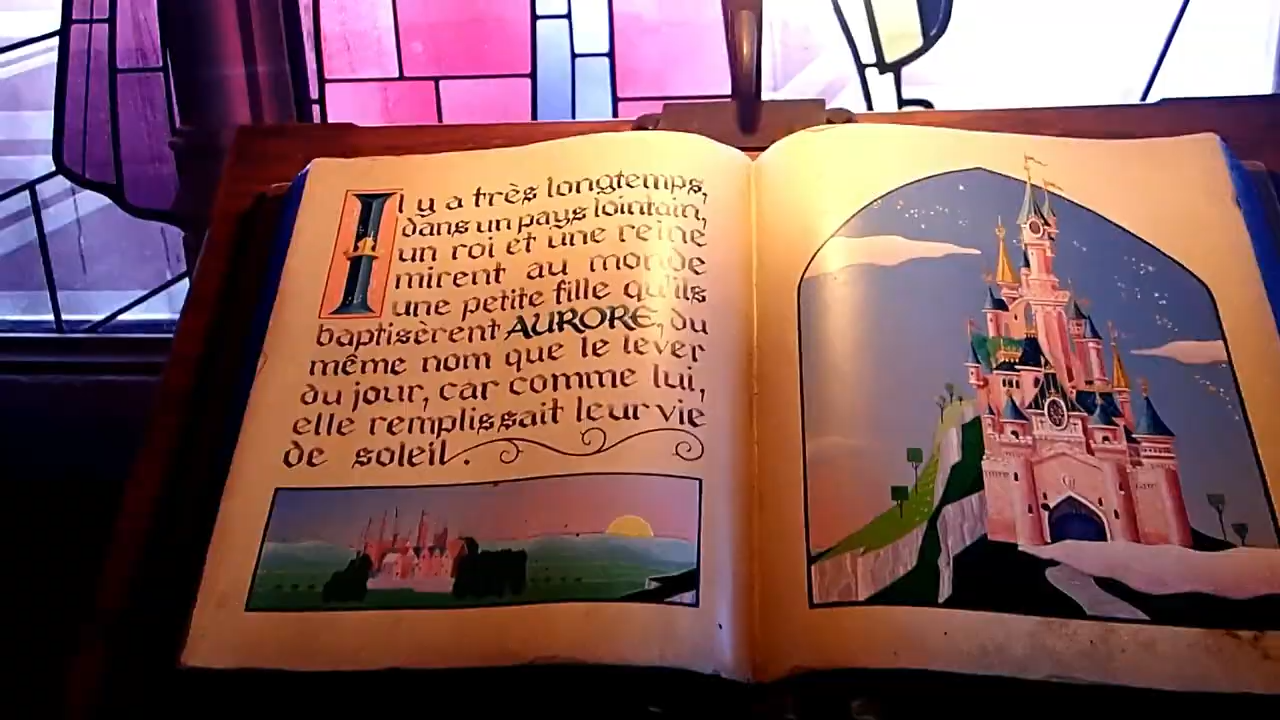 Il y a très longtemps,
dans un pays lointain,
un roi et une reine
mirent au monde
une petite fille qu'ils
baptisèrent AURORE, du
même nom que le lever
du jour, car comme lui,
elle remplissait leur vie
de soleil.